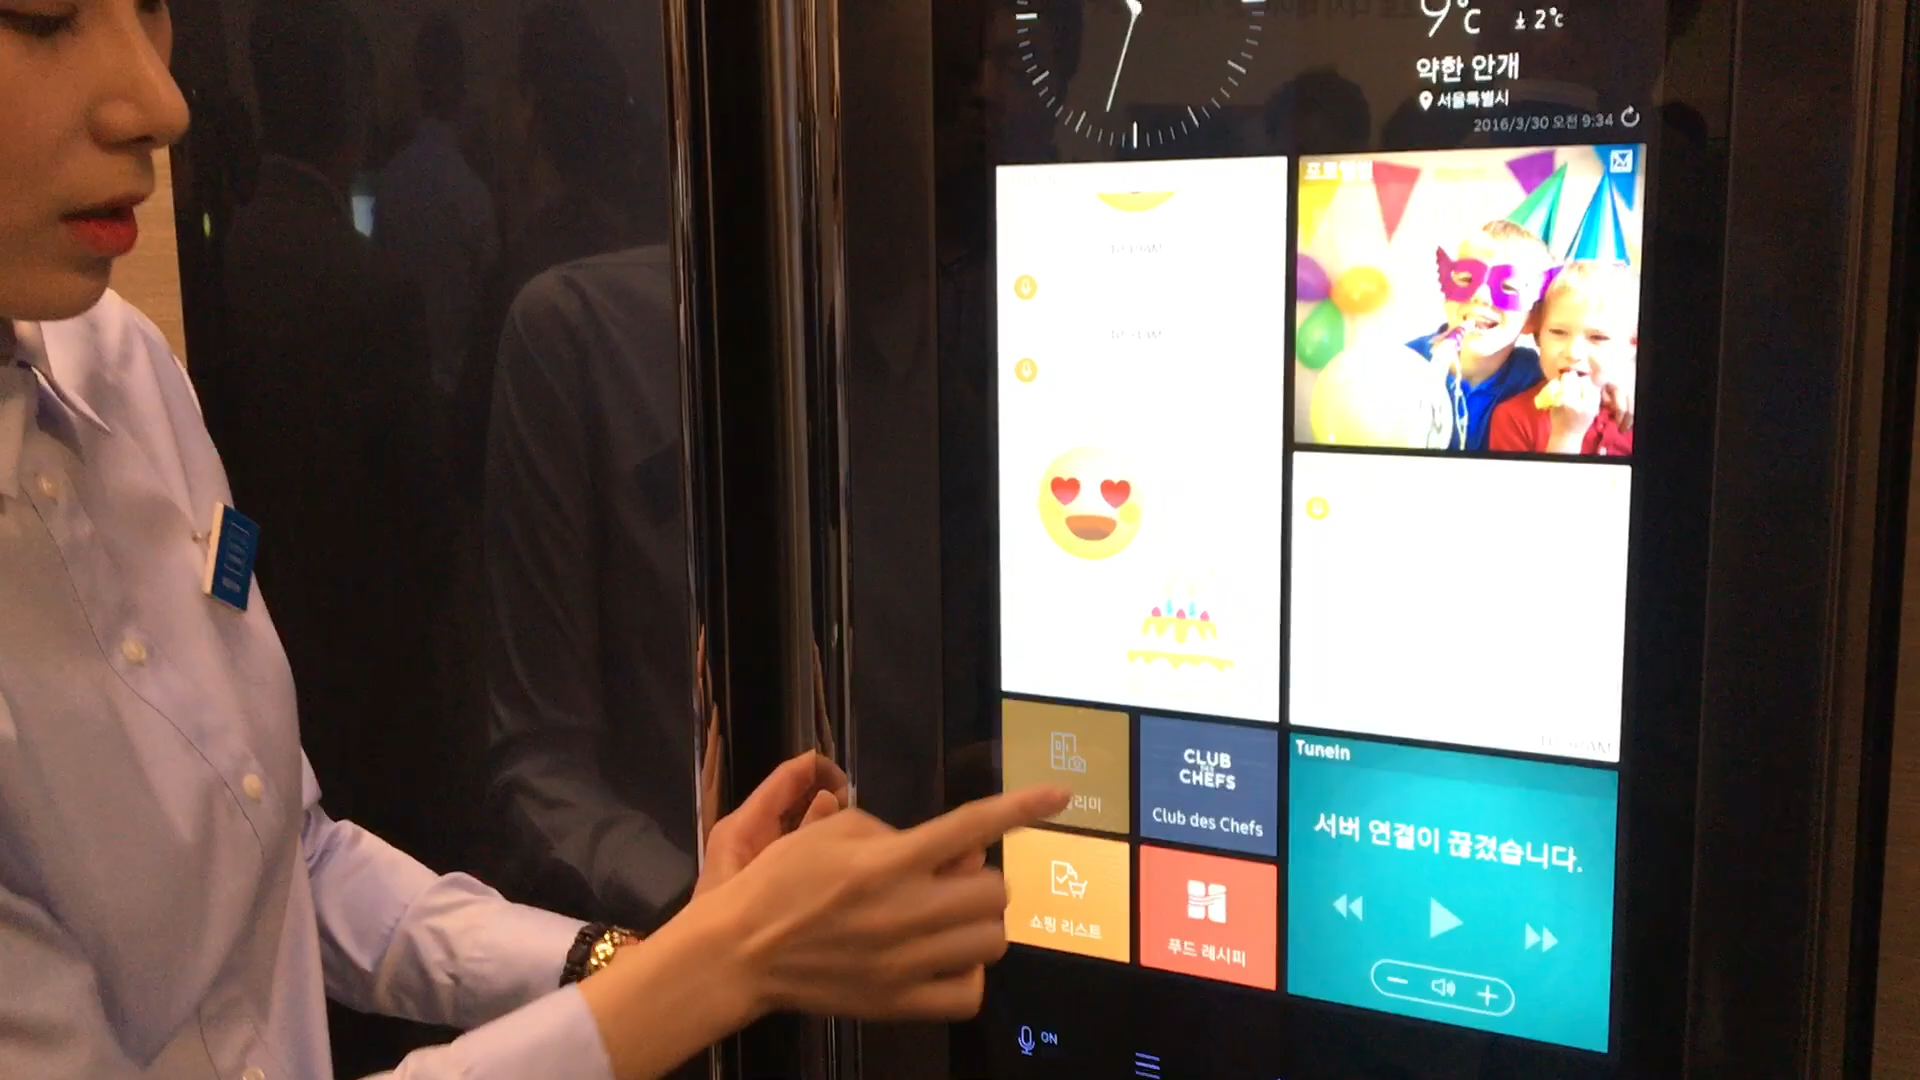 9°c
± 2°c
약한 안개
서울특별시
2016/3/30 오전 9:34
CLUB
DES
CHEFS
Club des Chefs
쇼핑 리스트
푸드 레시피
TuneIn
서버 연결이 끊겼습니다.
ON